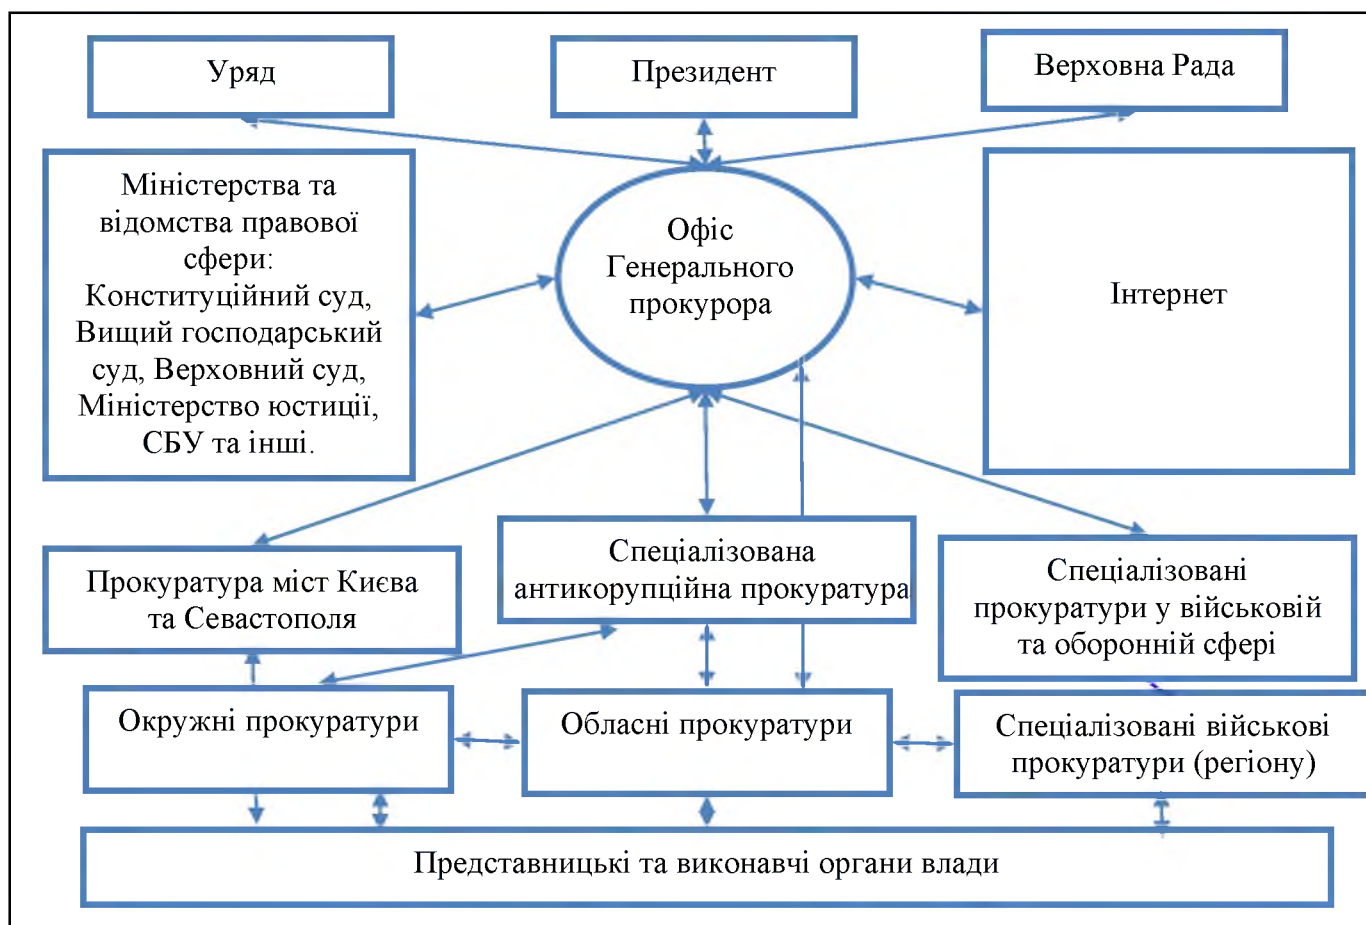 Уряд
Президент
Верховна Рада
Міністерства та
відомства правової
сфери:
Конституційний суд,
Вищий господарський
суд, Верховний суд,
Міністерство юстиції,
СБУ та інші.
Офіс
Генерального
прокурора
Інтернет
Прокуратура міст Києва
та Севастополя
Спеціалізована
антикорупційна прокуратура
Спеціалізовані
прокуратури у військовій
та оборонній сфері
Окружні прокуратури
Обласні прокуратури
Спеціалізовані військові
прокуратури (регіону)
Представницькі та виконавчі органи влади